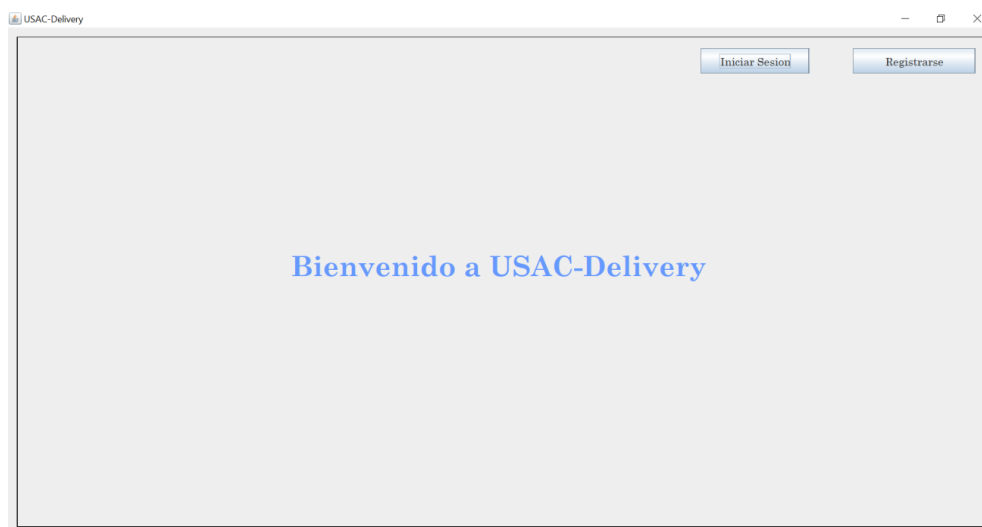 USAC-Delivery
Iniciar Sesion
Registrarse
Bienvenido a USAC-Delivery